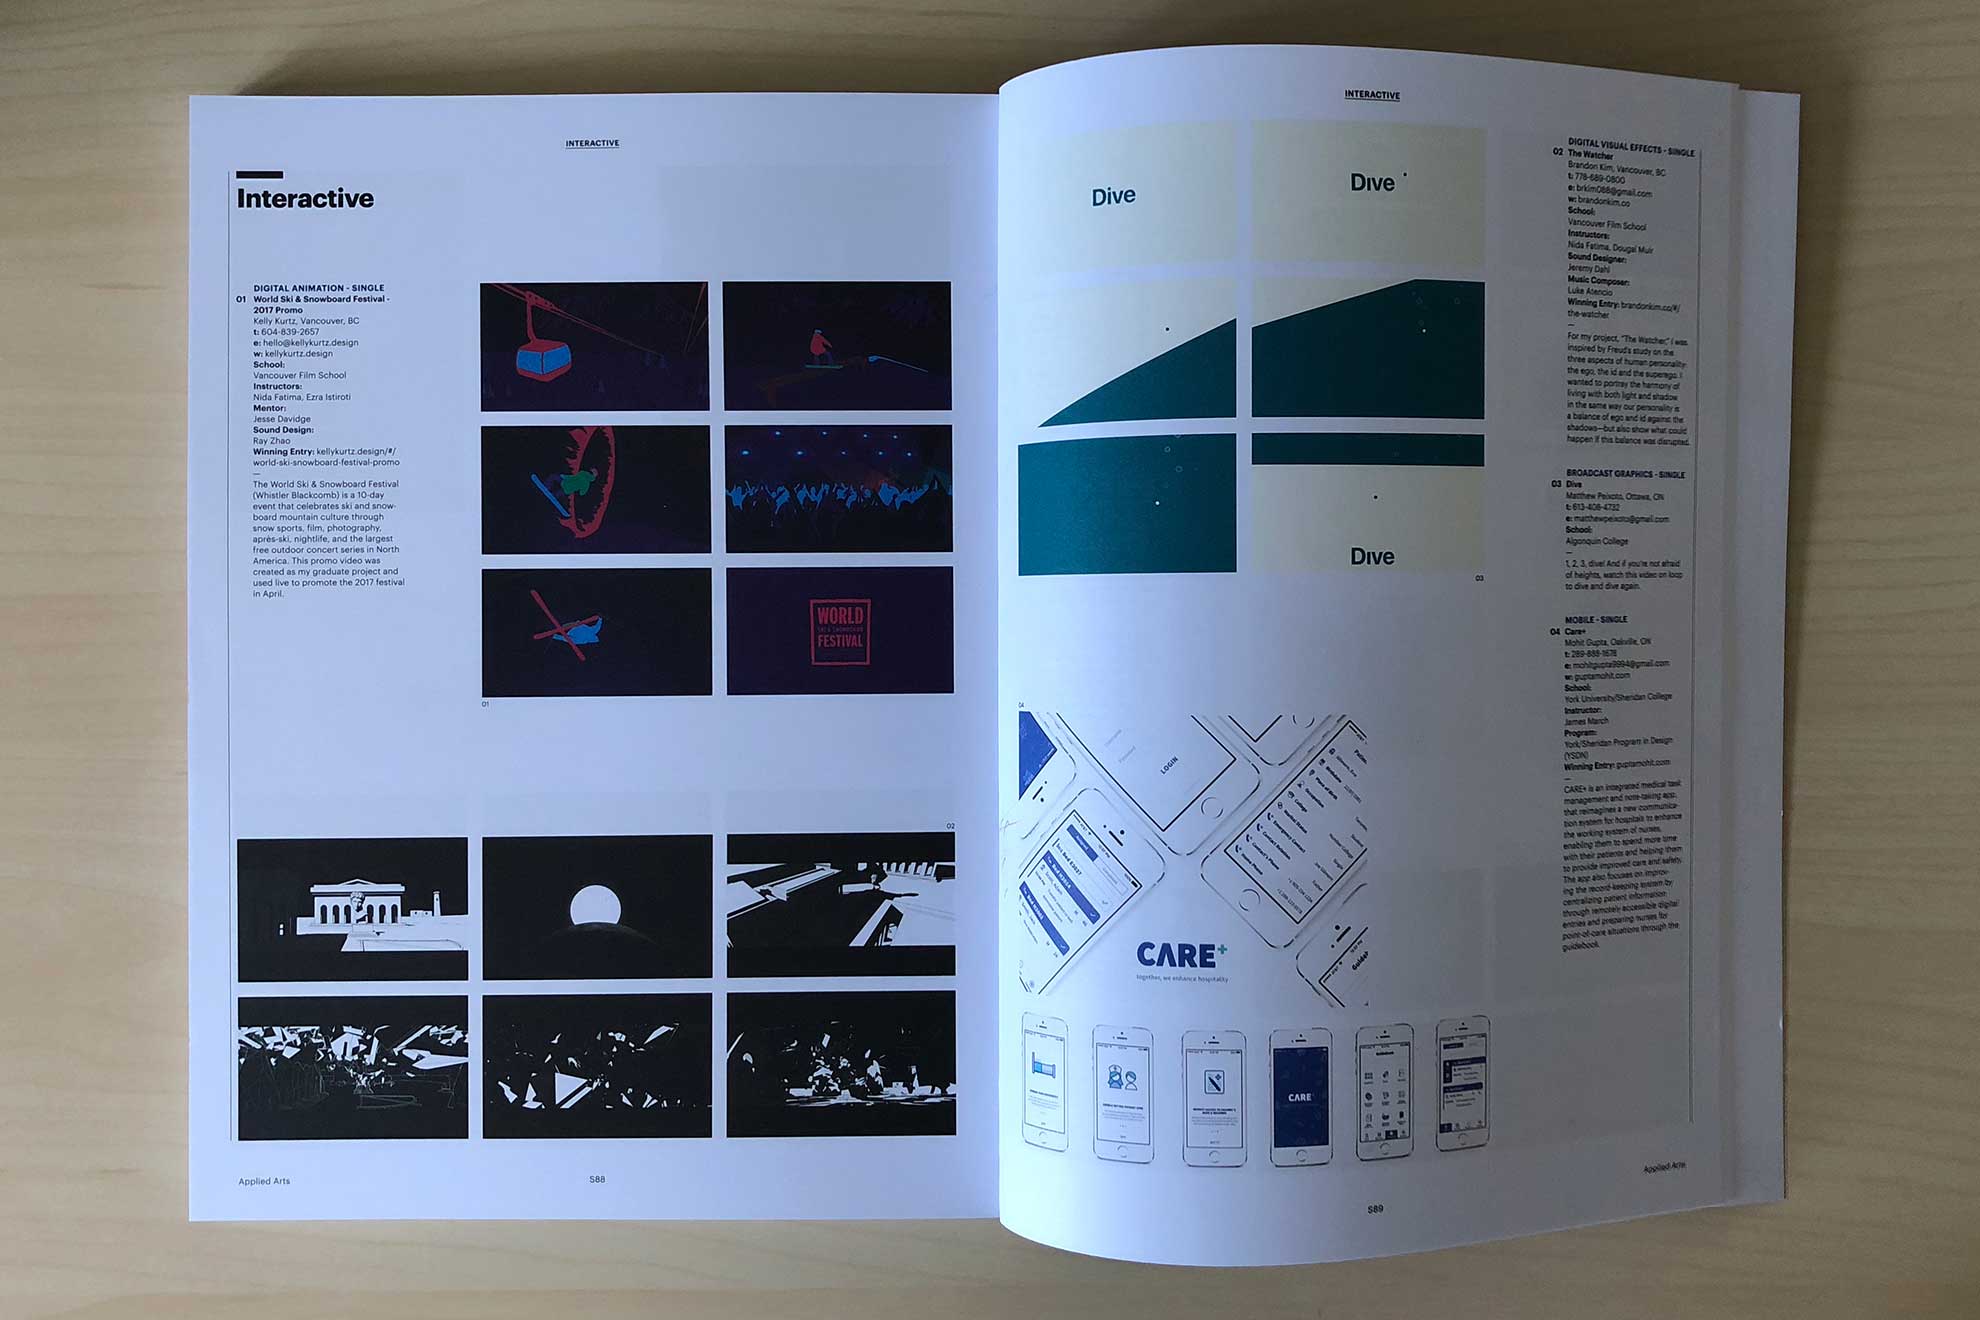 INTERACTIVE
Interactive
DIGITAL ANIMATION - SINGLE
01 World Ski & Snowboard Festival -
2017 Promo
Kelly Kurtz, Vancouver, BC
t: 604-839-2657
e: hello@kellykurtz.design
w: kellykurtz.design
School:
Vancouver Film School
Instructors:
Nida Fatima, Ezra Istiroti
Mentor:
Jesse Davidge
Sound Design:
Ray Zhao
Winning Entry: kellykurtz.design/#/
world-ski-snowboard-festival-promo
—
The World Ski & Snowboard Festival
(Whistler Blackcomb) is a 10-day
event that celebrates ski and snow-
board mountain culture through
snow sports, film, photography,
après-ski, nightlife, and the largest
free outdoor concert series in North
America. This promo video was
created as my graduate project and
used live to promote the 2017 festival
in April.
WORLD
SKI & SNOWBOARD
FESTIVAL
01
02
Applied Arts
S88
INTERACTIVE
Dive
Dive
Dive
03
04
LOGIN
CARE+
together, we enhance hospitality
CARE
DIGITAL VISUAL EFFECTS - SINGLE
02 The Watcher
Brandon Kim, Vancouver, BC
t: 778-689-0800
e: brkim088@gmail.com
w: brandonkim.co
School:
Vancouver Film School
Instructors:
Nida Fatima, Dougal Muir
Sound Designer:
Jeremy Dahl
Music Composer:
Luke Atencio
Winning Entry: brandonkim.co/#/
the-watcher
—
For my project, "The Watcher," I was
inspired by Freud's study on the
three aspects of human personality:
the ego, the id and the superego. I
wanted to portray the harmony of
living with both light and shadow
in the same way our personality is
a balance of ego and id against the
shadows—but also show what could
happen if this balance was disrupted.
BROADCAST GRAPHICS - SINGLE
03 Dive
Matthew Peixoto, Ottawa, ON
t: 613-408-4732
e: matthewpeixoto@gmail.com
School:
Algonquin College
—
1, 2, 3, dive! And if you're not afraid
of heights, watch this video on loop
to dive and dive again.
MOBILE - SINGLE
04 Care+
Mohit Gupta, Oakville, ON
t: 289-888-1678
e: mohitgupta9994@gmail.com
w: guptamohit.com
School:
York University/Sheridan College
Instructor:
James March
Program:
York/Sheridan Program in Design
(YSDN)
Winning Entry: guptamohit.com
—
CARE+ is an integrated medical task
management and note-taking app,
that reimagines a new communica-
tion system for hospitals to enhance
the working system of nurses,
enabling them to spend more time
with their patients and helping them
to provide improved care and safety.
The app also focuses on improv-
ing the record-keeping system by
centralizing patient information
through remotely accessible digital
entries and preparing nurses for
point-of-care situations through the
guidebook.
Applied Arts
S89